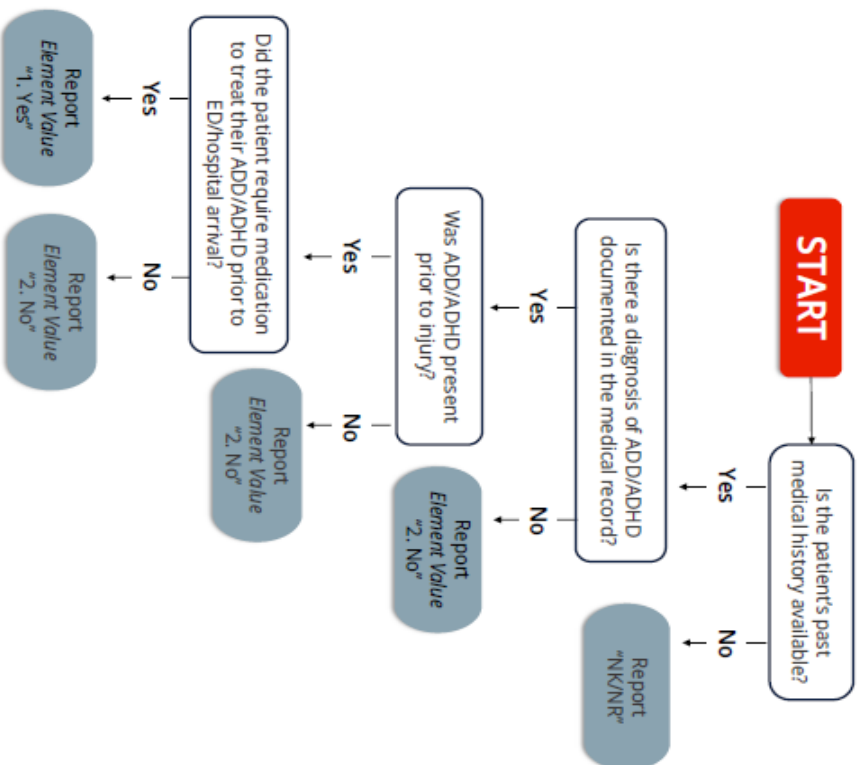 START
Is the patient's past
medical history available?
Yes
No
Is there a diagnosis of ADD/ADHD
documented in the medical record?
Report
"NK/NR"
Yes
No
Was ADD/ADHD present
prior to injury?
Report
Element Value
"2. No"
Yes
No
Did the patient require medication
to treat their ADD/ADHD prior to
ED/hospital arrival?
Report
Element Value
"2. No"
Yes
No
Report
Element Value
"1. Yes"
Report
Element Value
"2. No"